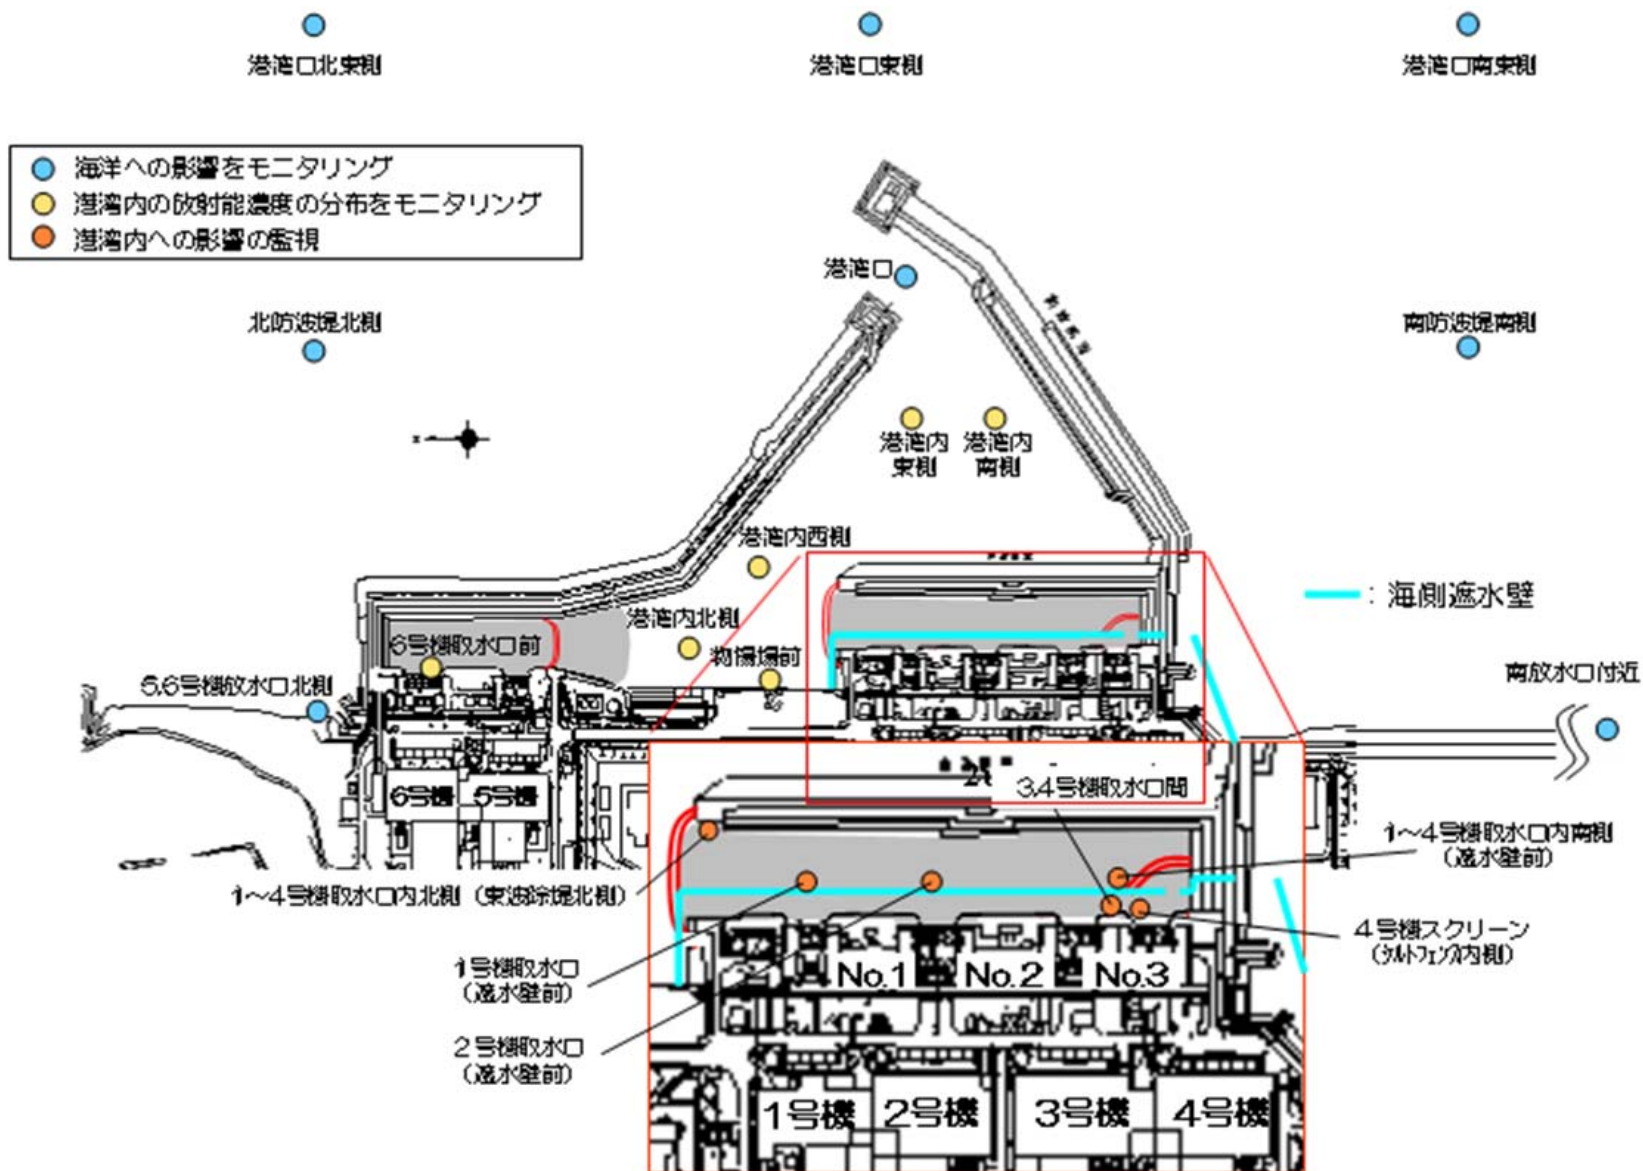 港湾口北東側
港湾口東側
港湾口南東側
海洋への影響をモニタリング
港湾内の放射能濃度の分布をモニタリング
港湾内への影響の監視
港湾口
北防波堤北側
南防波堤南側
港湾内
東側
港湾内
南側
港湾内西側
: 海側遮水壁
港湾内北側
6号機取水口前
物揚場前
5,6号機放水口北側
南放水口付近
6号機
5号機
3,4号機取水口間
1～4号機取水口内南側
(遮水壁前)
1～4号機取水口内北側(東波除堤北側)
4号機スクリーン
(シルトフェンス内側)
1号機取水口
(遮水壁前)
No.1
No.2
No.3
2号機取水口
(遮水壁前)
1号機
2号機
3号機
4号機